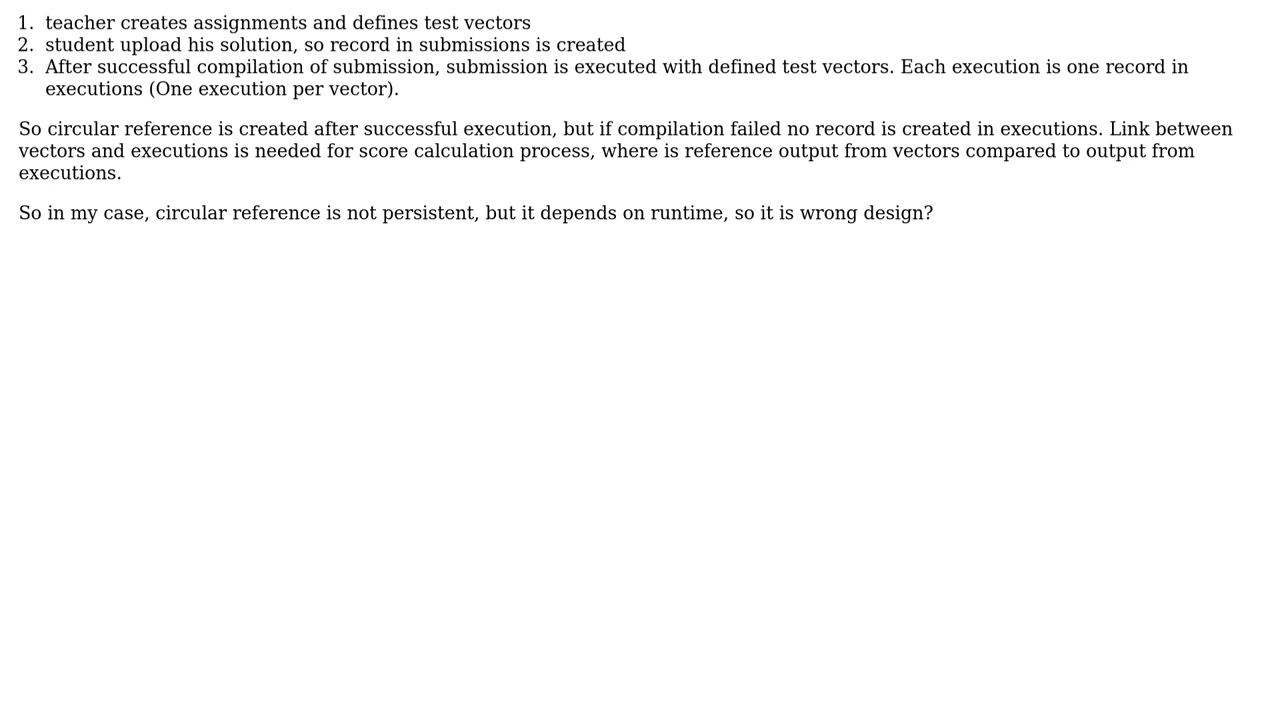 1. teacher creates assignments and defines test vectors
2. student upload his solution, so record in submissions is created
3. After successful compilation of submission, submission is executed with defined test vectors. Each execution is one record in
executions (One execution per vector).
So circular reference is created after successful execution, but if compilation failed no record is created in executions. Link between
vectors and executions is needed for score calculation process, where is reference output from vectors compared to output from
executions.
So in my case, circular reference is not persistent, but it depends on runtime, so it is wrong design?